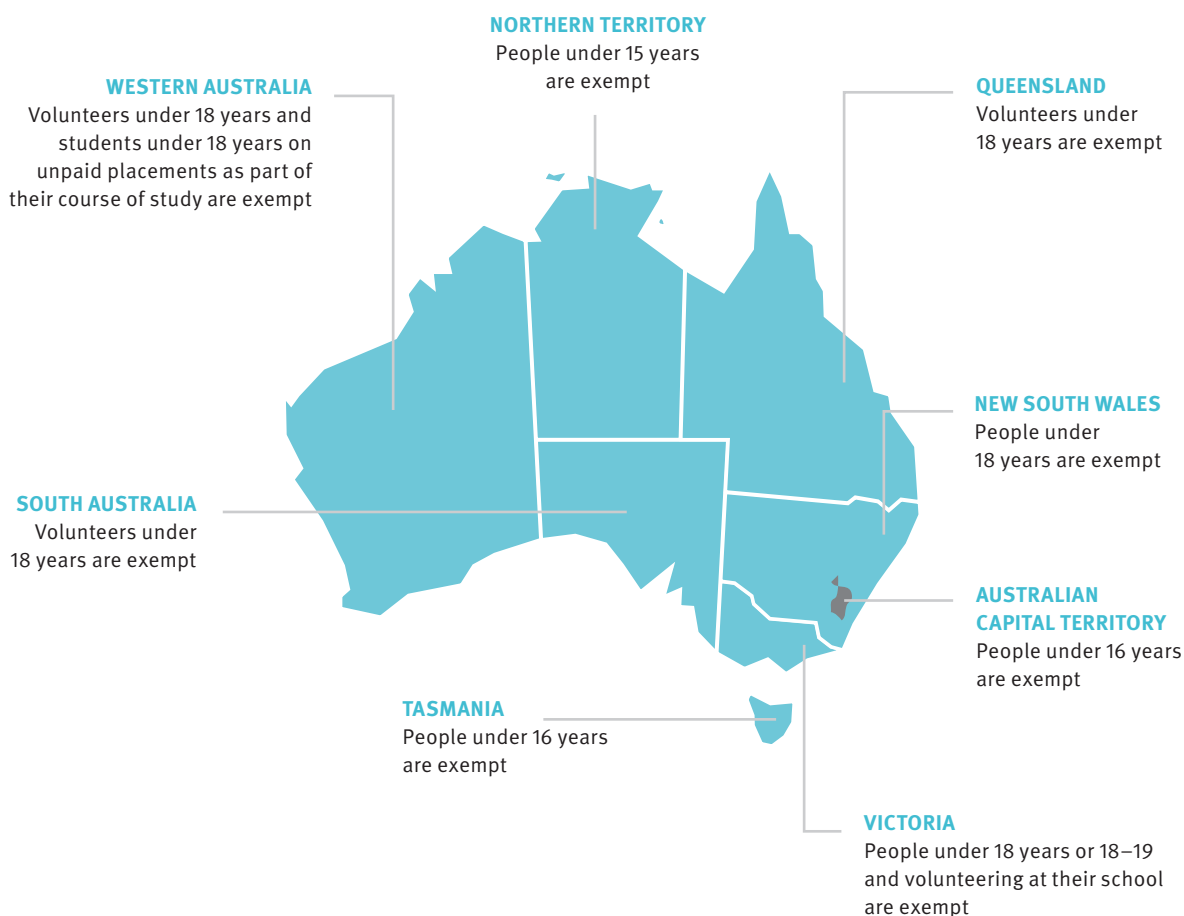 NORTHERN TERRITORY
People under 15 years
are exempt
WESTERN AUSTRALIA
Volunteers under 18 years and
students under 18 years on
unpaid placements as part of
their course of study are exempt
QUEENSLAND
Volunteers under
18 years are exempt
NEW SOUTH WALES
People under
18 years are exempt
SOUTH AUSTRALIA
Volunteers under
18 years are exempt
AUSTRALIAN
CAPITAL TERRITORY
People under 16 years
are exempt
TASMANIA
People under 16 years
are exempt
VICTORIA
People under 18 years or 18–19
and volunteering at their school
are exempt